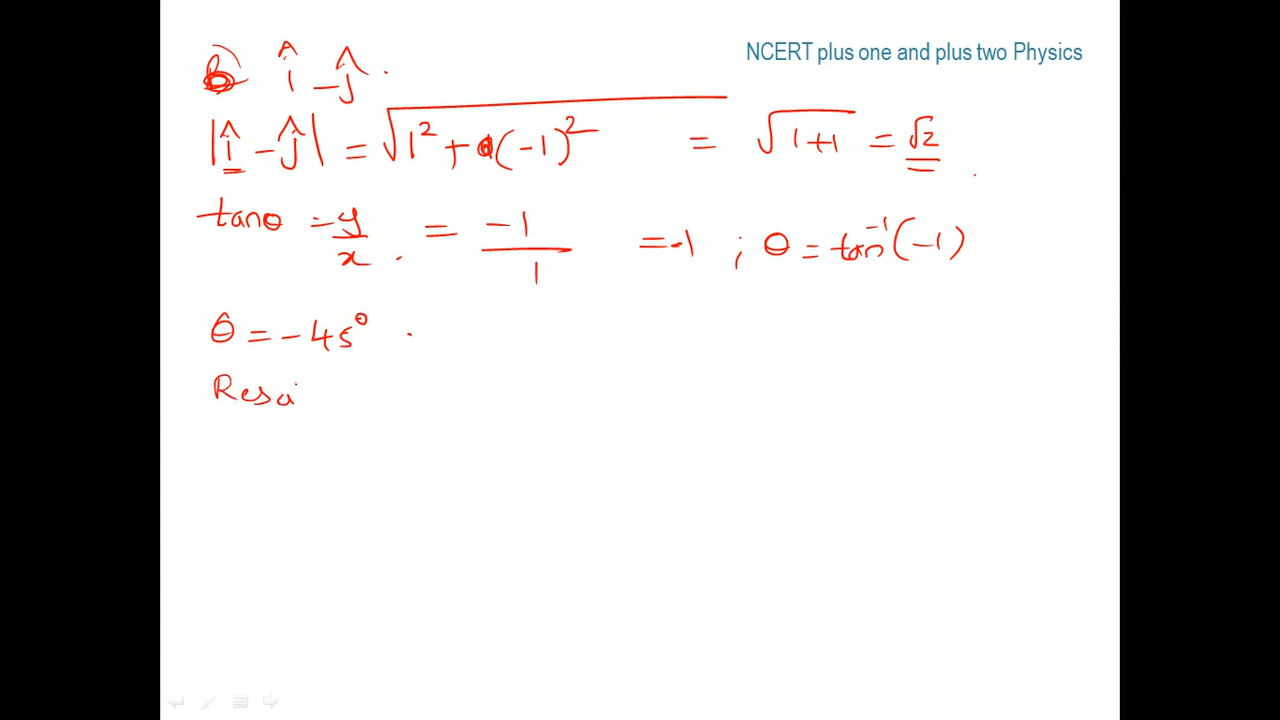 NCERT plus one and plus two Physics
î - ĵ.
|î - ĵ| = √(1² + (-1)²) = √(1+1) = √2
tanθ = y/x = -1/1 = -1 ; θ = tan⁻¹(-1)
θ = -45°